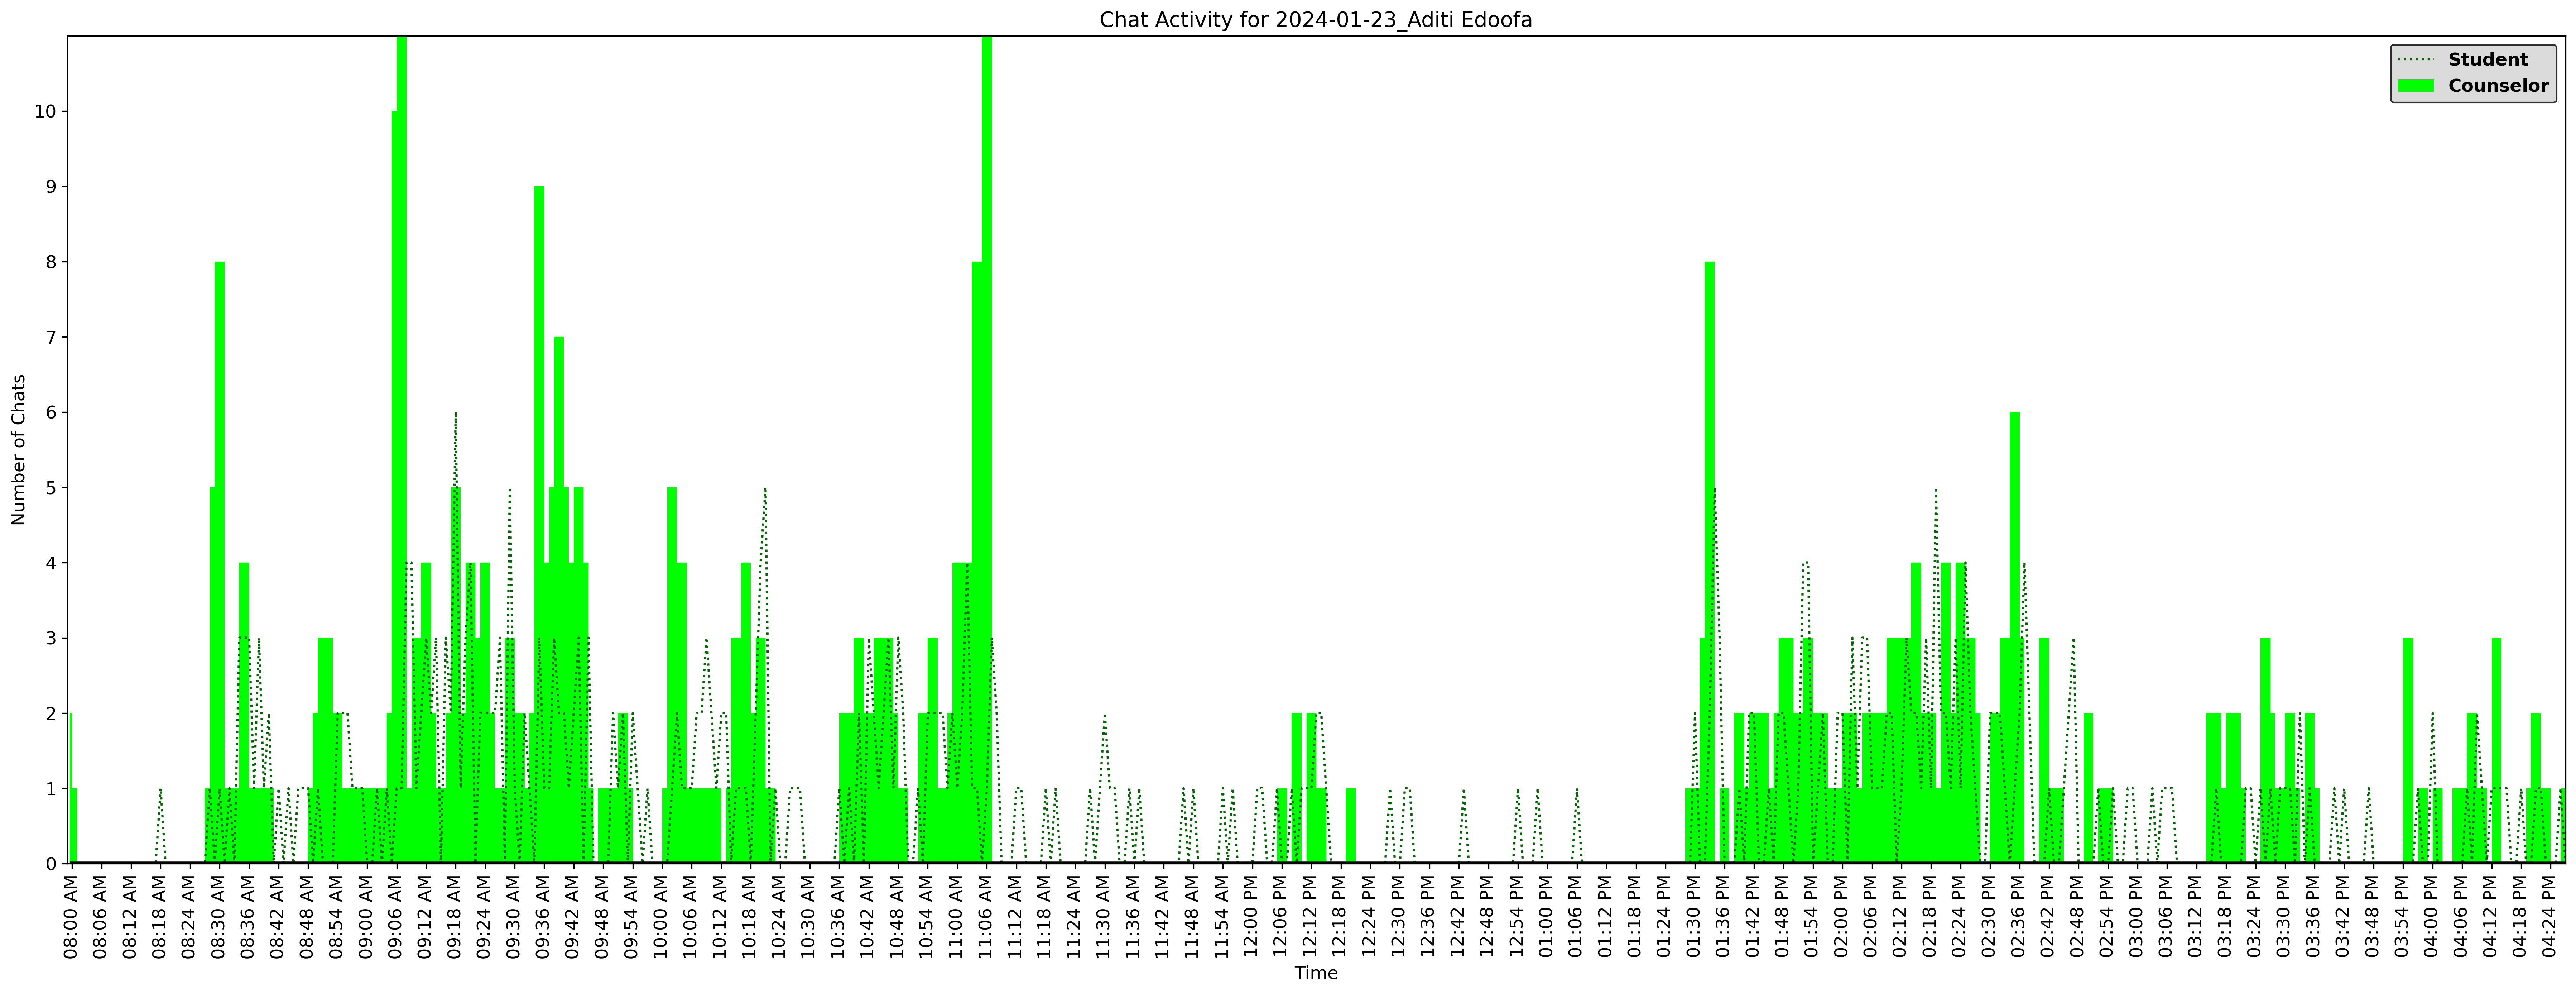 Chat Activity for 2024-01-23_Aditi Edoofa
Student
Counselor
Number of Chats
10
9
8
7
6
5
4
3
2
1
0
08:00 AM
08:06 AM
08:12 AM
08:18 AM
08:24 AM
08:30 AM
08:36 AM
08:42 AM
08:48 AM
08:54 AM
09:00 AM
09:06 AM
09:12 AM
09:18 AM
09:24 AM
09:30 AM
09:36 AM
09:42 AM
09:48 AM
09:54 AM
10:00 AM
10:06 AM
10:12 AM
10:18 AM
10:24 AM
10:30 AM
10:36 AM
10:42 AM
10:48 AM
10:54 AM
11:00 AM
11:06 AM
11:12 AM
11:18 AM
11:24 AM
11:30 AM
11:36 AM
11:42 AM
11:48 AM
11:54 AM
12:00 PM
12:06 PM
12:12 PM
12:18 PM
12:24 PM
12:30 PM
12:36 PM
12:42 PM
12:48 PM
12:54 PM
01:00 PM
01:06 PM
01:12 PM
01:18 PM
01:24 PM
01:30 PM
01:36 PM
01:42 PM
01:48 PM
01:54 PM
02:00 PM
02:06 PM
02:12 PM
02:18 PM
02:24 PM
02:30 PM
02:36 PM
02:42 PM
02:48 PM
02:54 PM
03:00 PM
03:06 PM
03:12 PM
03:18 PM
03:24 PM
03:30 PM
03:36 PM
03:42 PM
03:48 PM
03:54 PM
04:00 PM
04:06 PM
04:12 PM
04:18 PM
04:24 PM
Time